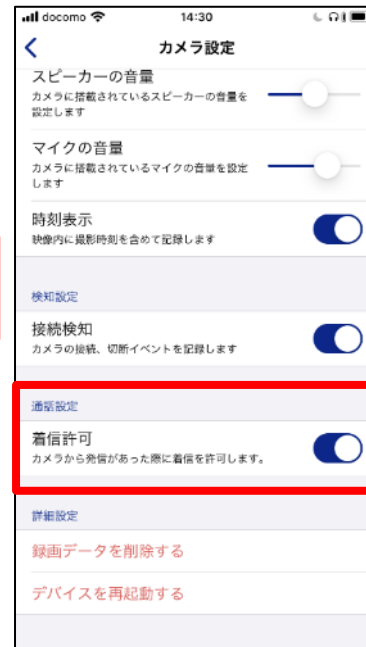 docomo 14:30
カメラ設定
スピーカーの音量
カメラに搭載されているスピーカーの音量を
設定します
マイクの音量
カメラに搭載されているマイクの音量を設定
します
時刻表示
映像内に撮影時刻を含めて記録します
検知設定
接続検知
カメラの接続、切断イベントを記録します
通話設定
着信許可
カメラから発信があった際に着信を許可します。
詳細設定
録画データを削除する
デバイスを再起動する